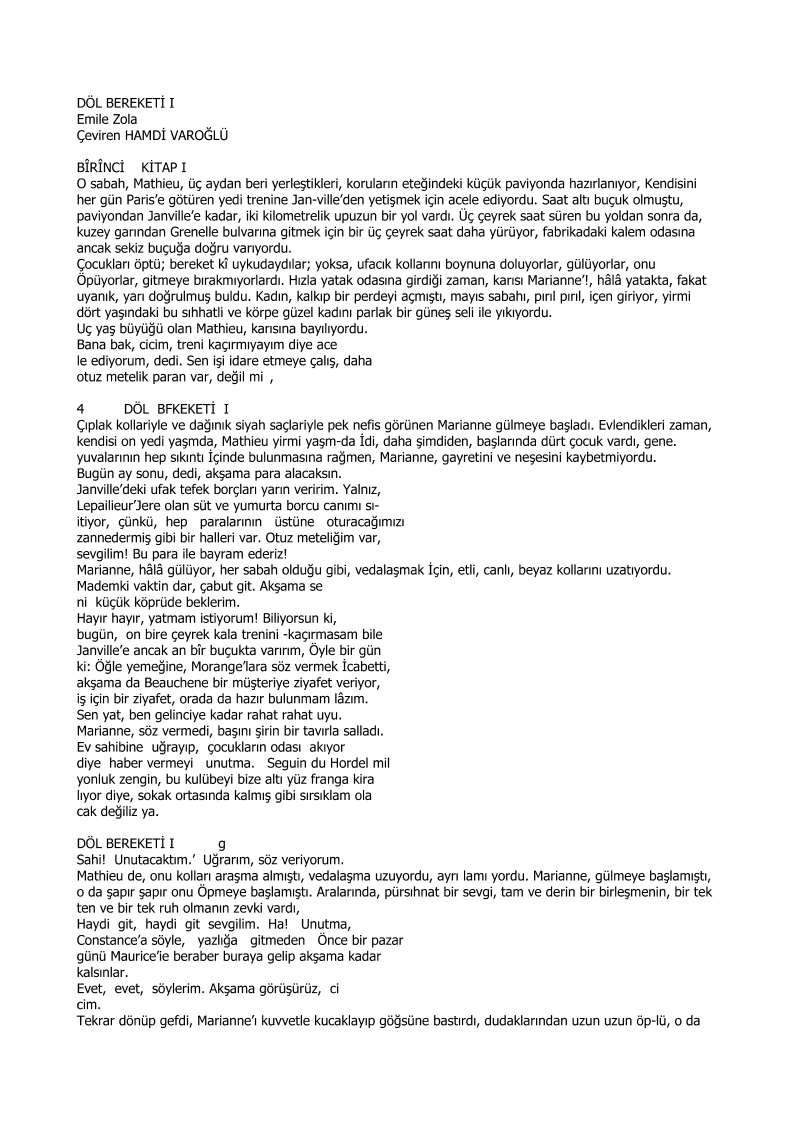 DÖL BEREKETİ I
Emile Zola
Çeviren HAMDİ VAROĞLÜ
BÎRÎNCİ KİTAP I
O sabah, Mathieu, üç aydan beri yerleştikleri, koruların eteğindeki küçük paviyonda hazırlanıyor, Kendisini
her gün Paris’e götüren yedi trenine Jan-ville’den yetişmek için acele ediyordu. Saat altı buçuk olmuştu,
paviyondan Janville’e kadar, iki kilometrelik upuzun bir yol vardı. Üç çeyrek saat süren bu yoldan sonra da,
kuzey garından Grenelle bulvarına gitmek için bir üç çeyrek saat daha yürüyor, fabrikadaki kalem odasına
ancak sekiz buçuğa doğru varıyordu.
Çocukları öptü; bereket kî uykudaydılar; yoksa, ufacık kollarını boynuna doluyorlar, gülüyorlar, onu
Öpüyorlar, gitmeye bırakmıyorlardı. Hızla yatak odasına girdiği zaman, karısı Marianne’!, hâlâ yatakta, fakat
uyanık, yarı doğrulmuş buldu. Kadın, kalkıp bir perdeyi açmıştı, mayıs sabahı, pırıl pırıl, içen giriyor, yirmi
dört yaşındaki bu sıhhatli ve körpe güzel kadını parlak bir güneş seli ile yıkıyordu.
Uç yaş büyüğü olan Mathieu, karısına bayılıyordu.
Bana bak, cicim, treni kaçırmıyayım diye ace
le ediyorum, dedi. Sen işi idare etmeye çalış, daha
otuz metelik paran var, değil mi ,
4 DÖL BFKEKETİ I
Çıplak kollariyle ve dağınık siyah saçlariyle pek nefis görünen Marianne gülmeye başladı. Evlendikleri zaman,
kendisi on yedi yaşmda, Mathieu yirmi yaşm-da İdi, daha şimdiden, başlarında dürt çocuk vardı, gene.
yuvalarının hep sıkıntı İçinde bulunmasına rağmen, Marianne, gayretini ve neşesini kaybetmiyordu.
Bugün ay sonu, dedi, akşama para alacaksın.
Janville’deki ufak tefek borçları yarın veririm. Yalnız,
Lepailieur’Jere olan süt ve yumurta borcu canımı sı-
itiyor, çünkü, hep paralarının üstüne oturacağımızı
zannedermiş gibi bir halleri var. Otuz meteliğim var,
sevgilim! Bu para ile bayram ederiz!
Marianne, hâlâ gülüyor, her sabah olduğu gibi, vedalaşmak İçin, etli, canlı, beyaz kollarını uzatıyordu.
Mademki vaktin dar, çabut git. Akşama se
ni küçük köprüde beklerim.
Hayır hayır, yatmam istiyorum! Biliyorsun ki,
bugün, on bire çeyrek kala trenini -kaçırmasam bile
Janville’e ancak an bîr buçukta varırım, Öyle bir gün
ki: Öğle yemeğine, Morange’lara söz vermek İcabetti,
akşama da Beauchene bir müşteriye ziyafet veriyor,
iş için bir ziyafet, orada da hazır bulunmam lâzım.
Sen yat, ben gelinciye kadar rahat rahat uyu.
Marianne, söz vermedi, başını şirin bir tavırla salladı.
Ev sahibine uğrayıp, çocukların odası akıyor
diye haber vermeyi unutma. Seguin du Hordel mil
yonluk zengin, bu kulübeyi bize altı yüz franga kira
lıyor diye, sokak ortasında kalmış gibi sırsıklam ola
cak değiliz ya.
DÖL BEREKETİ I g
Sahi! Unutacaktım.’ Uğrarım, söz veriyorum.
Mathieu de, onu kolları araşma almıştı, vedalaşma uzuyordu, ayrı lamı yordu. Marianne, gülmeye başlamıştı,
o da şapır şapır onu Öpmeye başlamıştı. Aralarında, pürsıhnat bir sevgi, tam ve derin bir birleşmenin, bir tek
ten ve bir tek ruh olmanın zevki vardı,
Haydi git, haydi git sevgilim. Ha! Unutma,
Constance’a söyle, yazlığa gitmeden Önce bir pazar
günü Maurice’ie beraber buraya gelip akşama kadar
kalsınlar.
Evet, evet, söylerim. Akşama görüşürüz, ci
cim.
Tekrar dönüp gefdi, Marianne’ı kuvvetle kucaklayıp göğsüne bastırdı, dudaklarından uzun uzun öp-lü, o da